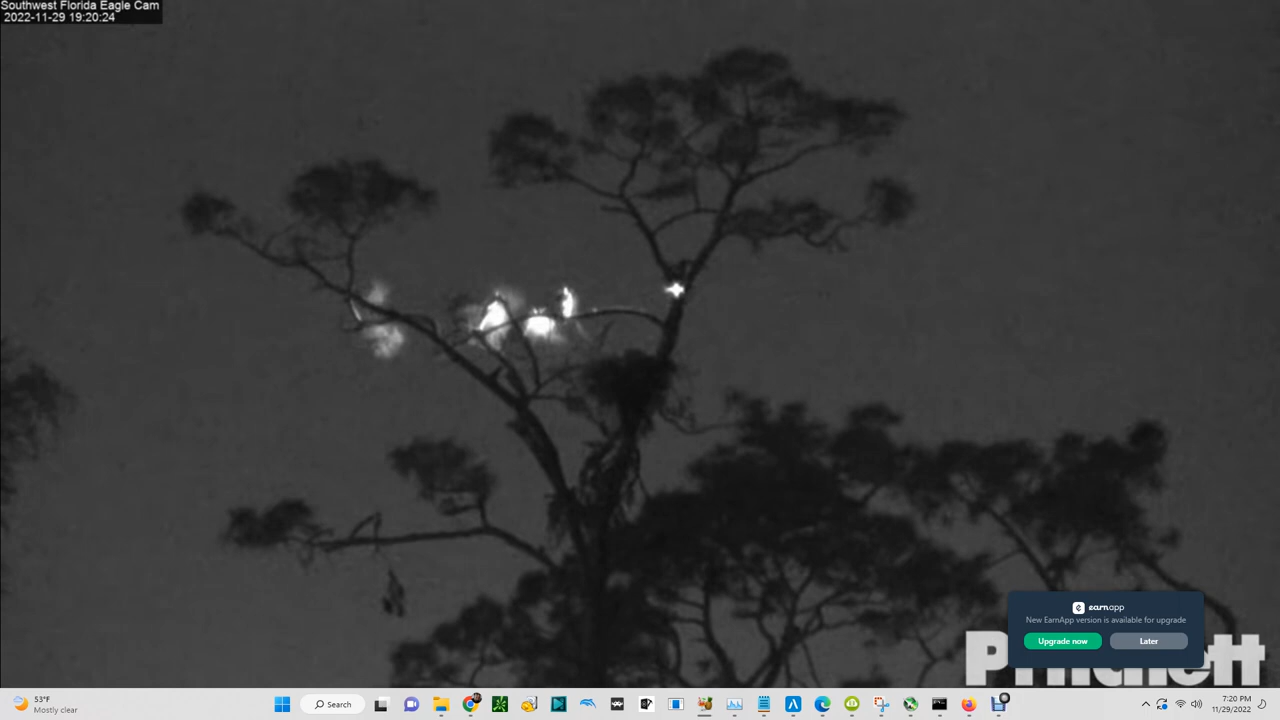 Southwest Florida Eagle Cam
2022-11-29 19:20:24
earnapp
New EarnApp version is available for upgrade
Upgrade now
Later
53°F
Mostly clear
Search
7:20 PM
11/29/2022